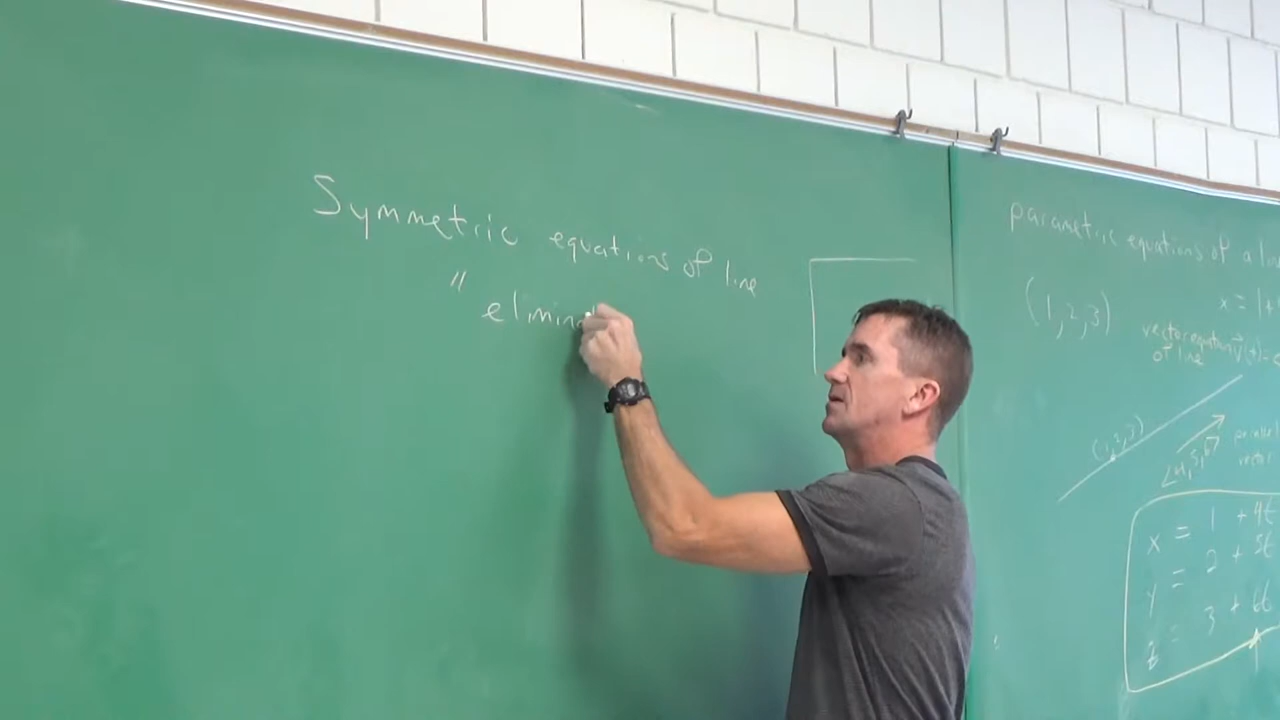 Symmetric equations of line
" elimin
parametric equations of a
(1,2,3)
x = 1 +
vector equation
of line
(1,2,3)
<4,5,6>
vector
x = 1 + 4t
y = 2 + 5t
z = 3 + 6t